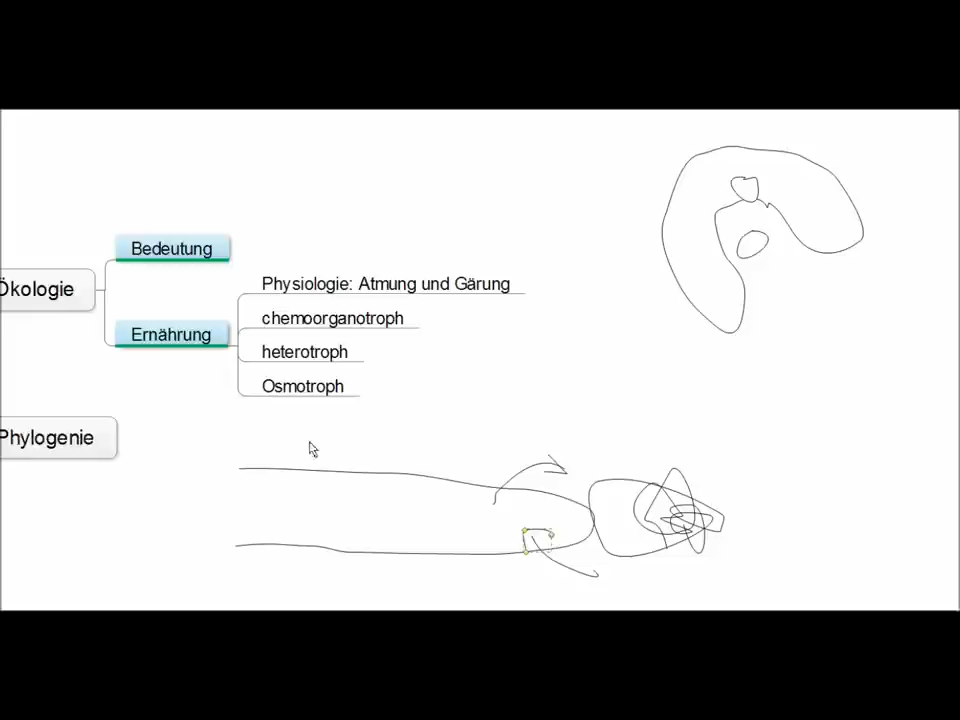 Bedeutung
Ökologie
Ernährung
Physiologie: Atmung und Gärung
chemoorganotroph
heterotroph
Osmotroph
Phylogenie